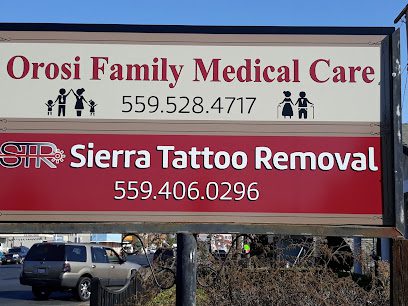 Orosi Family Medical Care
559.528.4717
STR Sierra Tattoo Removal
559.406.0296